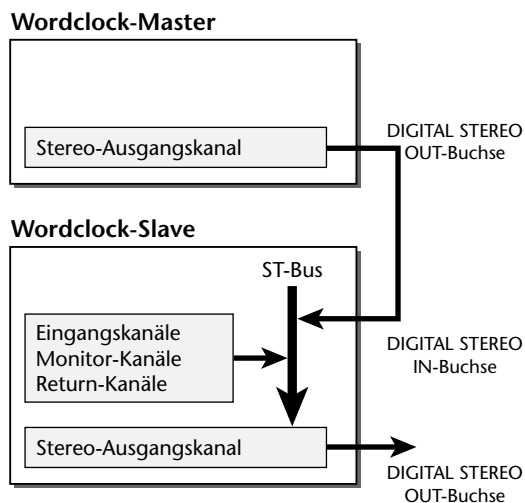 Wordclock-Master
Stereo-Ausgangskanal
DIGITAL STEREO
OUT-Buchse
Wordclock-Slave
ST-Bus
Eingangskanäle
Monitor-Kanäle
Return-Kanäle
DIGITAL STEREO
IN-Buchse
Stereo-Ausgangskanal
DIGITAL STEREO
OUT-Buchse